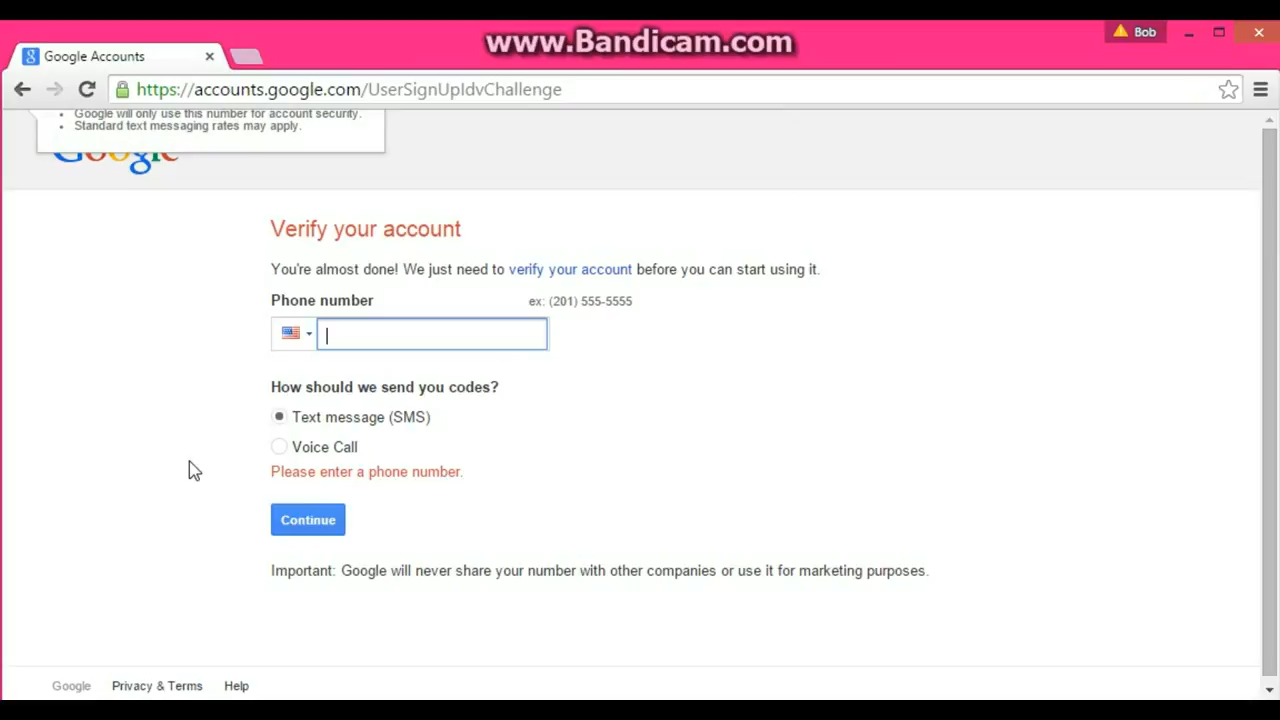 www.Bandicam.com
Bob
Google Accounts
https://accounts.google.com/UserSignUpIdvChallenge
Google will only use this number for account security.
Standard text messaging rates may apply.
Google
Verify your account
You're almost done! We just need to verify your account before you can start using it.
Phone number ex: (201) 555-5555
How should we send you codes?
Text message (SMS)
Voice Call
Please enter a phone number.
Continue
Important: Google will never share your number with other companies or use it for marketing purposes.
Google Privacy & Terms Help